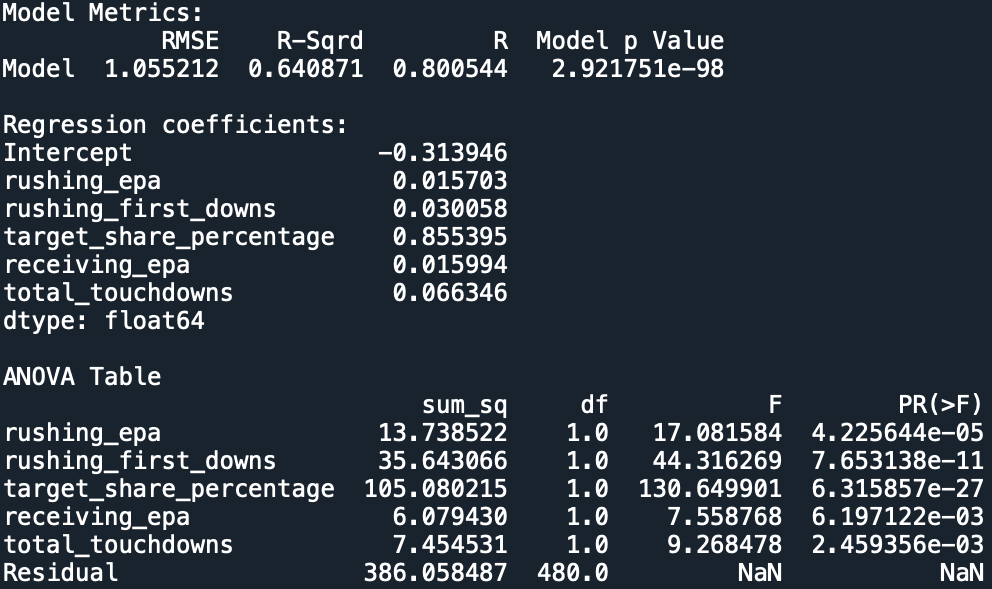 Model Metrics:
RMSE R-Sqrd R Model p Value
Model 1.055212 0.640871 0.800544 2.921751e-98
Regression coefficients:
Intercept -0.313946
rushing_epa 0.015703
rushing_first_downs 0.030058
target_share_percentage 0.855395
receiving_epa 0.015994
total_touchdowns 0.066346
dtype: float64
ANOVA Table
sum_sq df F PR(>F)
rushing_epa 13.738522 1.0 17.081584 4.225644e-05
rushing_first_downs 35.643066 1.0 44.316269 7.653138e-11
target_share_percentage 105.080215 1.0 130.649901 6.315857e-27
receiving_epa 6.079430 1.0 7.558768 6.197122e-03
total_touchdowns 7.454531 1.0 9.268478 2.459356e-03
Residual 386.058487 480.0 NaN NaN